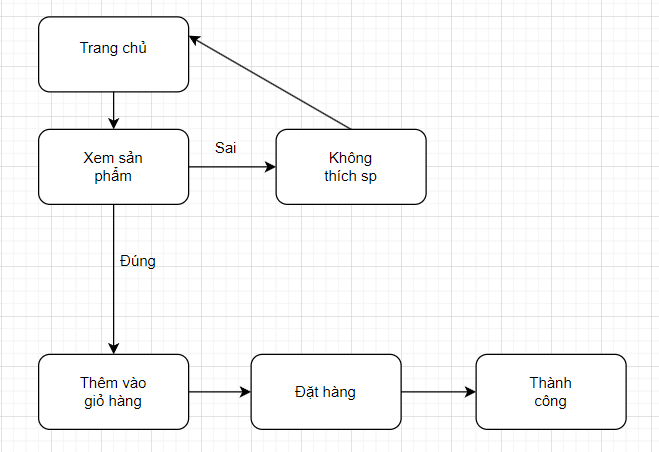 Trang chủ
Xem sản
phẩm
Sai
Không
thích sp
Đúng
Thêm vào
giỏ hàng
Đặt hàng
Thành
công